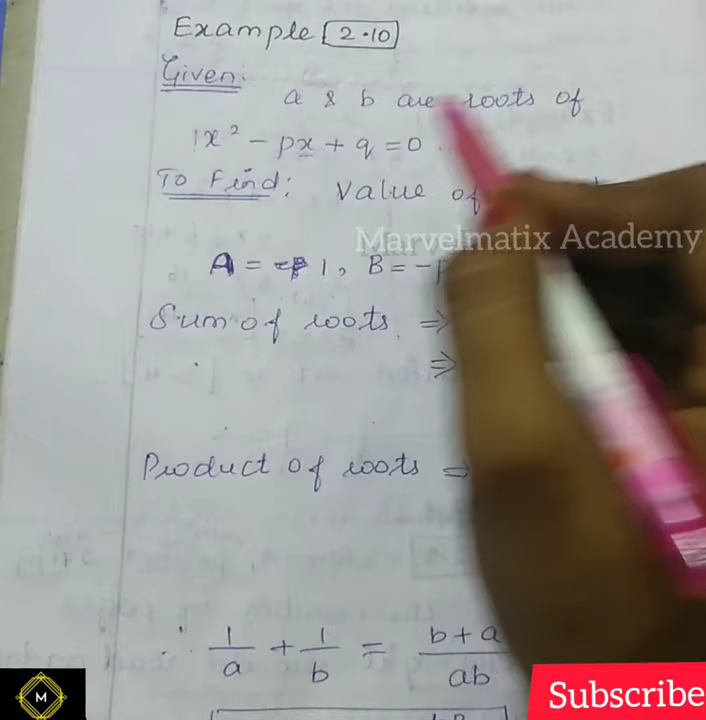 Example 2.10
Given:
a & b are roots of
1x² - px + q = 0.
To Find: Value of
Marvelmatix Academy
A = 1, B = -p
Sum of roots ⇒
⇒
Product of roots ⇒
∴ 1/a + 1/b = b + a / ab
M
Subscribe